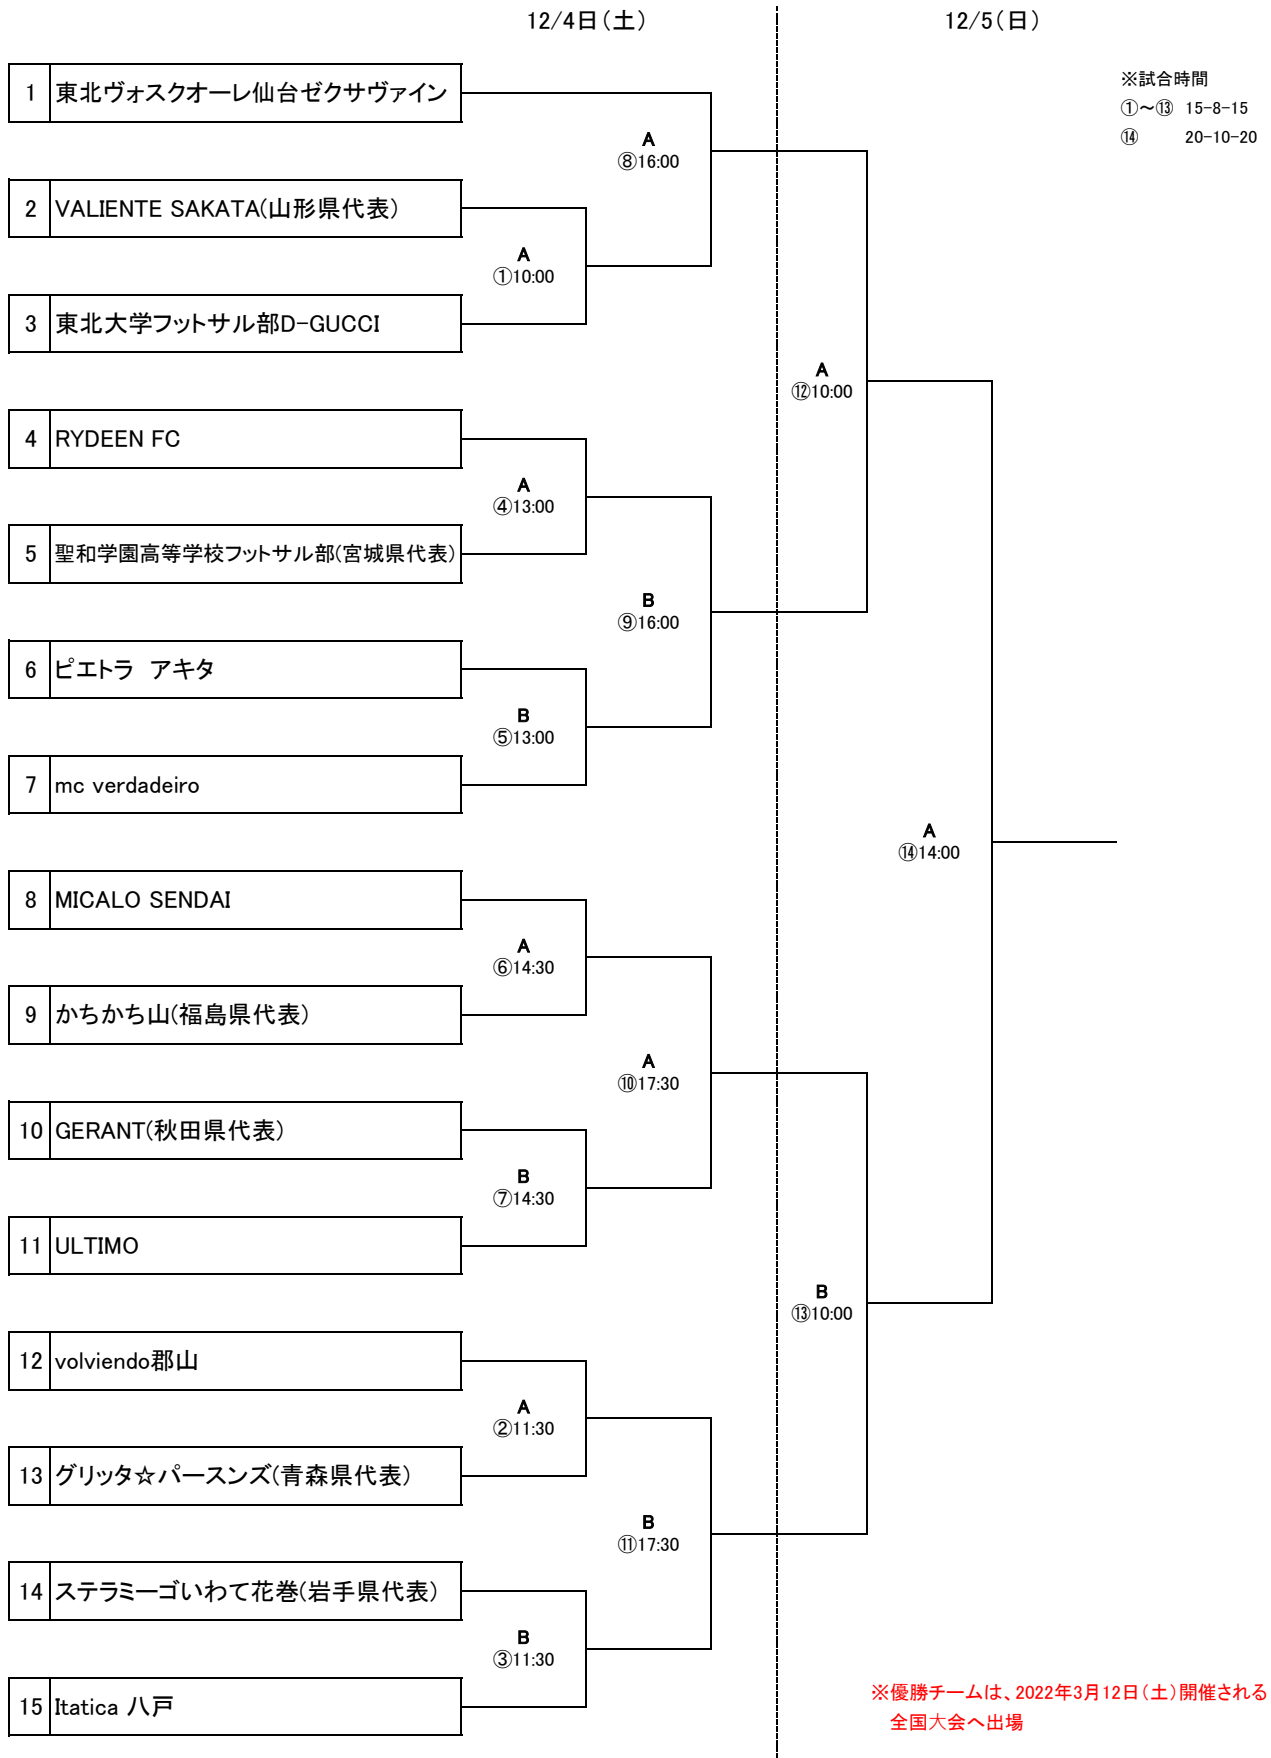 12/4日(土)
12/5(日)
※試合時間
①～⑬ 15-8-15
⑭ 20-10-20
1 東北ヴォスクオーレ仙台ゼクサヴァイン
A
⑧16:00
2 VALIENTE SAKATA(山形県代表)
A
①10:00
3 東北大学フットサル部D-GUCCI
A
⑫10:00
4 RYDEEN FC
A
④13:00
5 聖和学園高等学校フットサル部(宮城県代表)
B
⑨16:00
6 ピエトラ　アキタ
B
⑤13:00
7 mc verdadeiro
A
⑭14:00
8 MICALO SENDAI
A
⑥14:30
9 かちかち山(福島県代表)
A
⑩17:30
10 GERANT(秋田県代表)
B
⑦14:30
11 ULTIMO
B
⑬10:00
12 volviendo郡山
A
②11:30
13 グリッタ☆パースンズ(青森県代表)
B
⑪17:30
14 ステラミーゴいわて花巻(岩手県代表)
B
③11:30
15 Itatica 八戸
※優勝チームは、2022年3月12日(土)開催される
全国大会へ出場